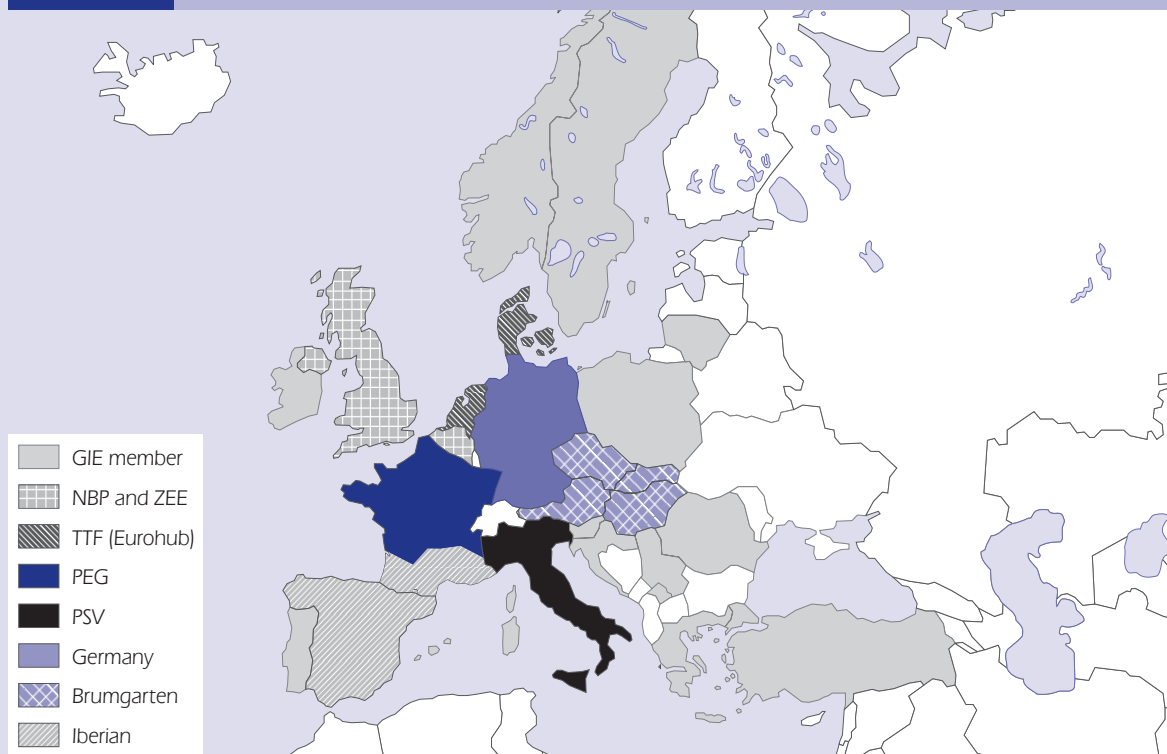 GIE member
NBP and ZEE
TTF (Eurohub)
PEG
PSV
Germany
Brumgarten
Iberian